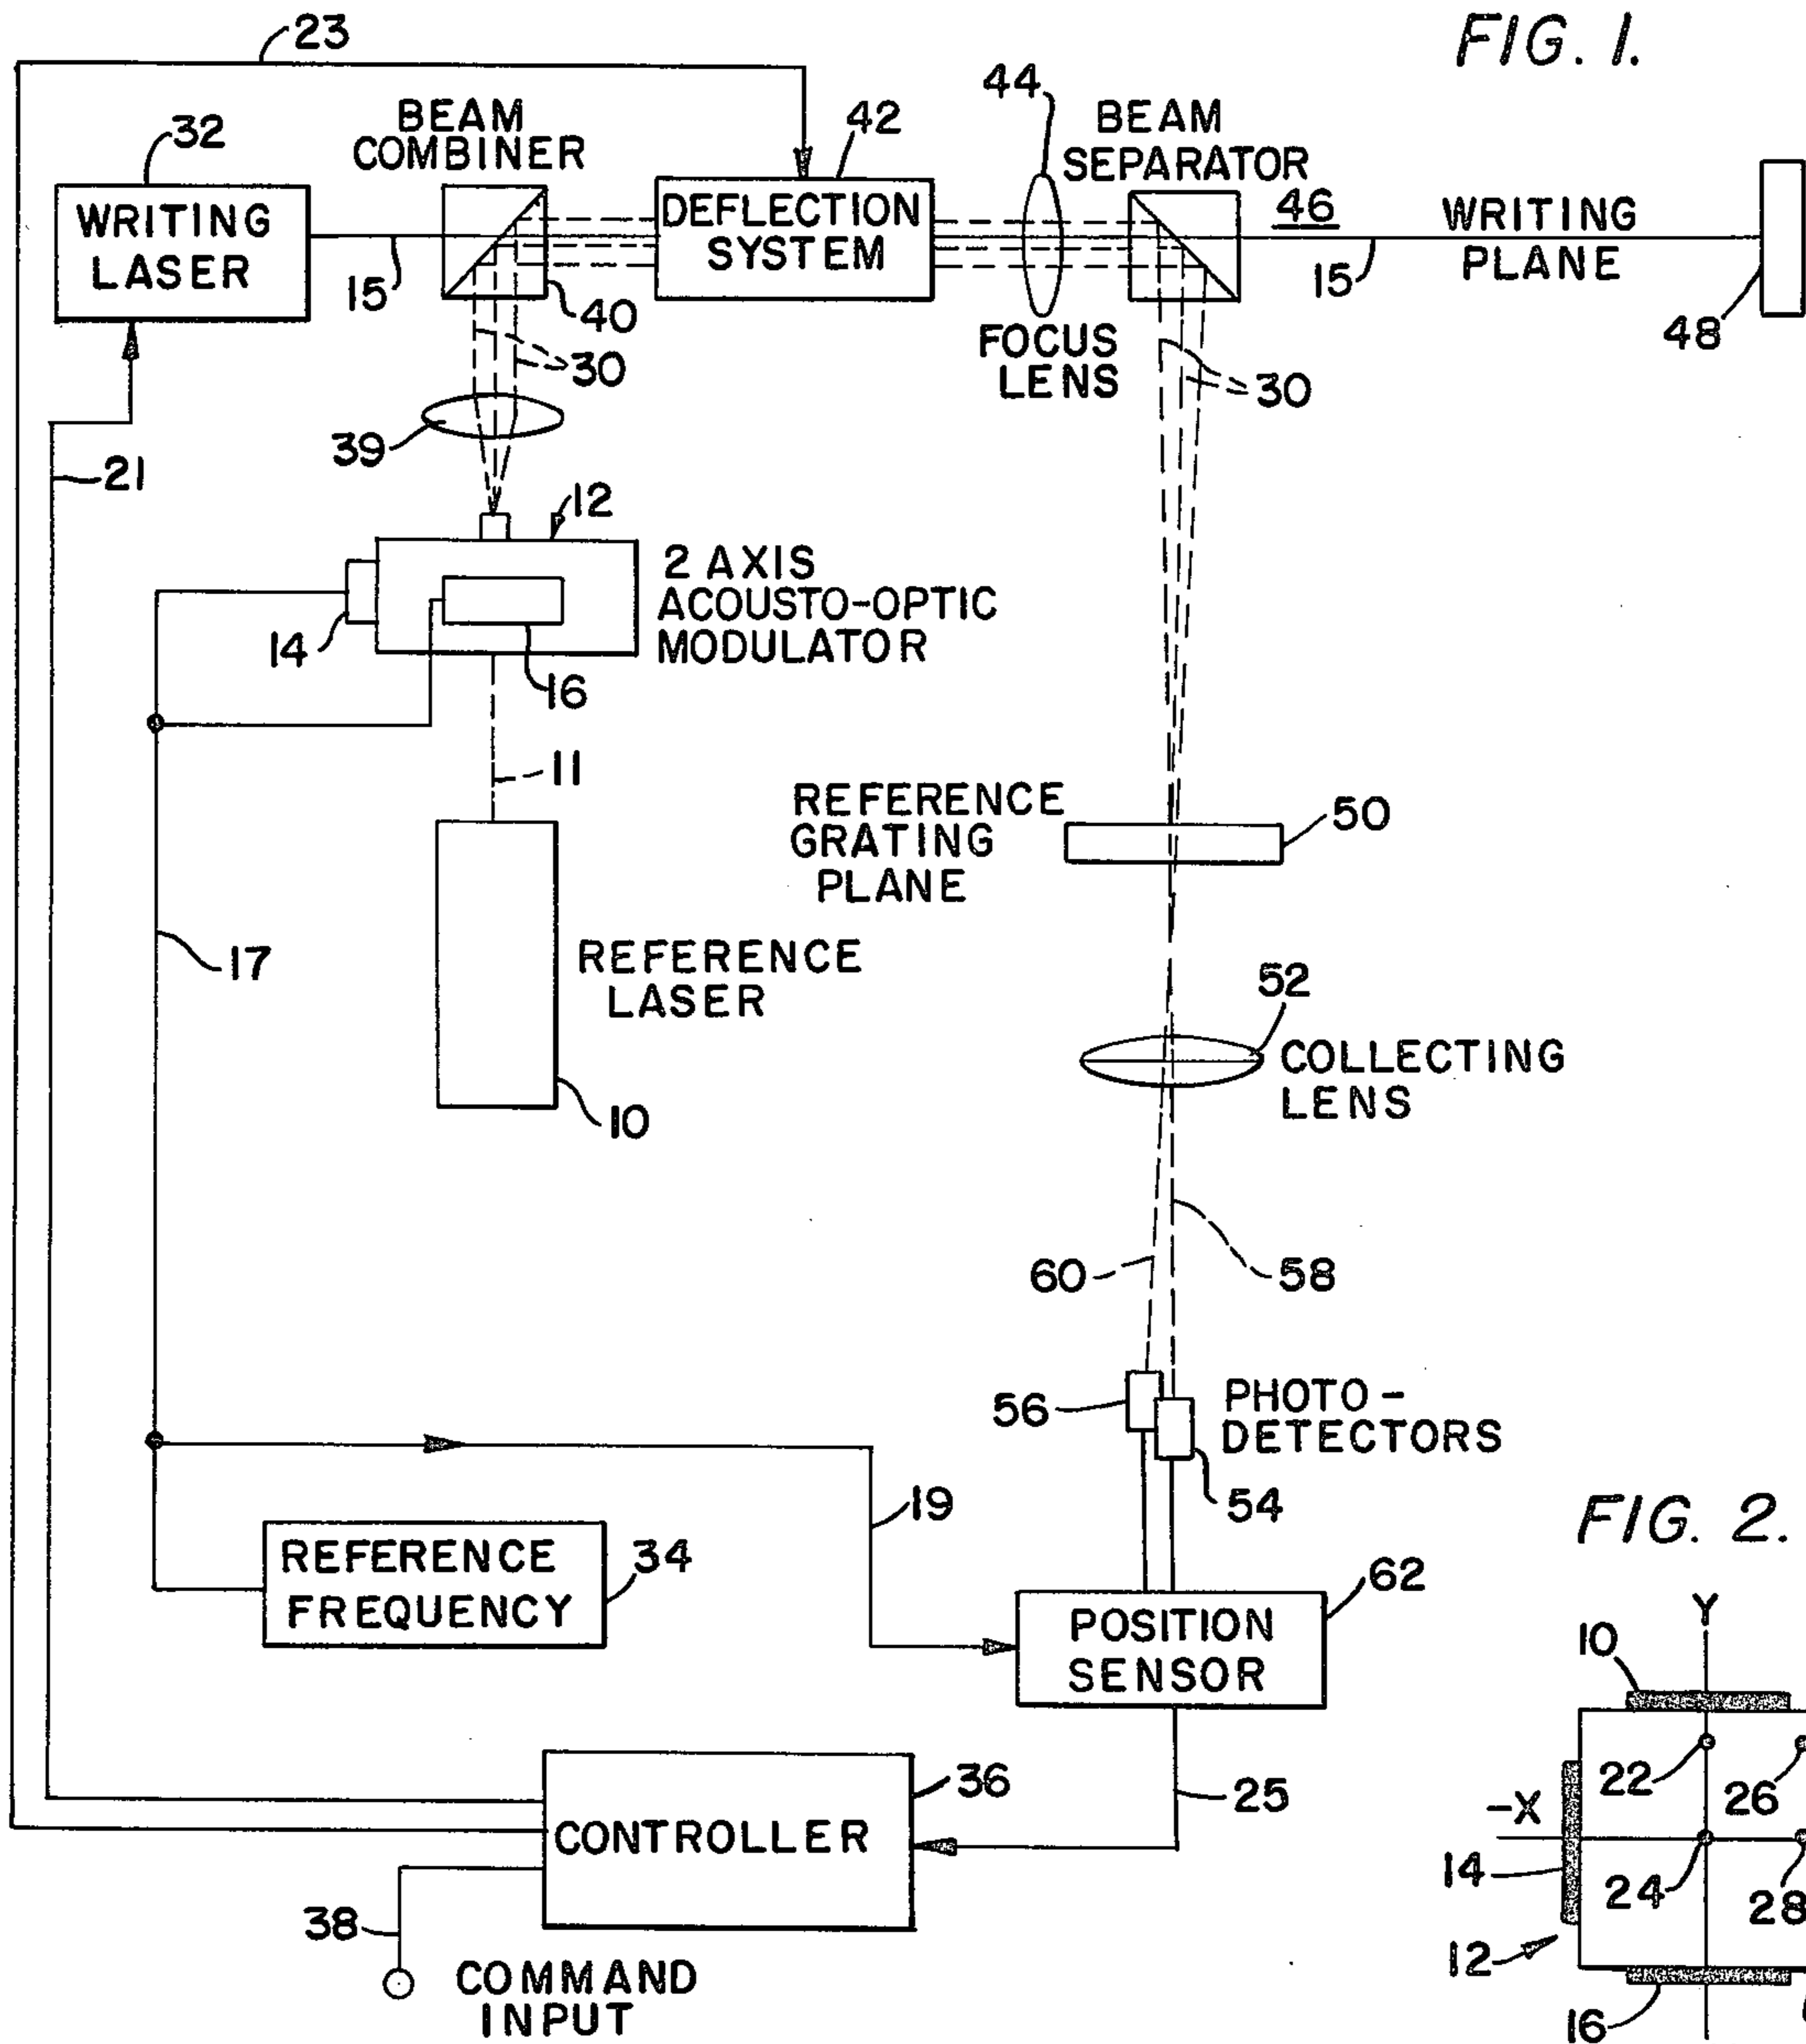 FIG. 1.
23
44
BEAM
COMBINER
42
BEAM
SEPARATOR
32
WRITING
LASER
DEFLECTION
SYSTEM
46
WRITING
PLANE
15
15
40
48
FOCUS
LENS
30
30
39
21
12
2 AXIS
ACOUSTO-OPTIC
MODULATOR
14
16
11
REFERENCE
GRATING
PLANE
50
17
REFERENCE
LASER
52
COLLECTING
LENS
10
60
58
56
PHOTO-
DETECTORS
54
19
FIG. 2.
REFERENCE
FREQUENCY
34
62
POSITION
SENSOR
Y
10
22
26
-X
36
25
CONTROLLER
14
24
28
38
12
COMMAND
INPUT
16